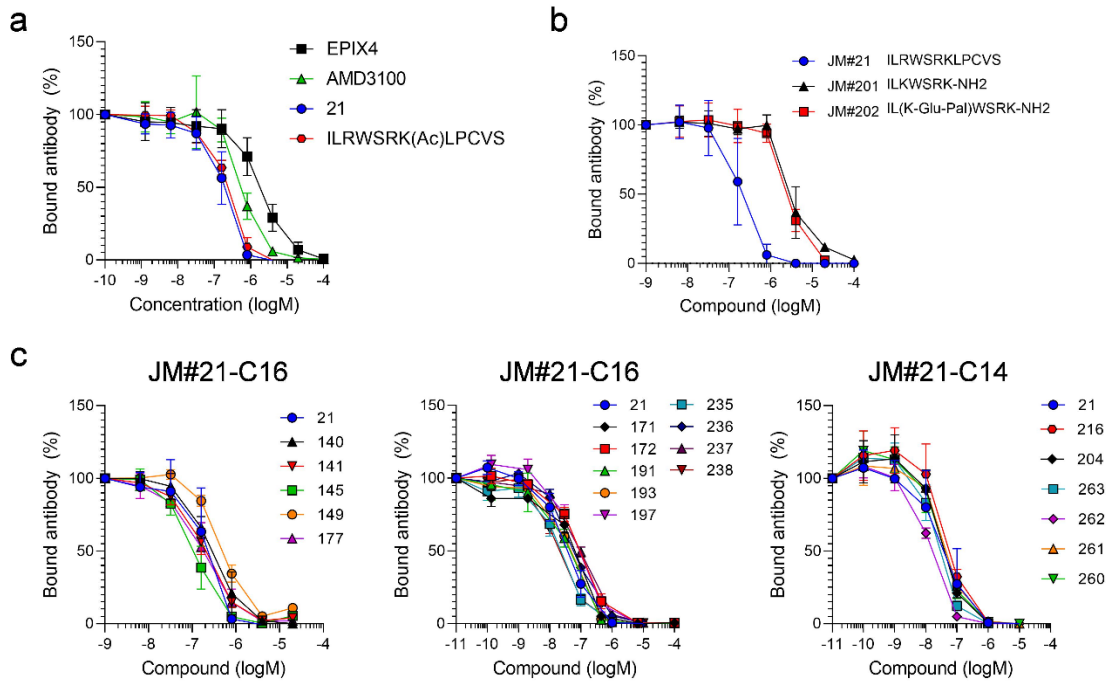 a
150
100
50
0
Bound antibody (%)
-10 -9 -8 -7 -6 -5 -4
Concentration (logM)
EPIX4
AMD3100
21
ILRWSRK(Ac)LPCVS
b
150
100
50
0
Bound antibody (%)
-9 -8 -7 -6 -5 -4
Compound (logM)
JM#21 ILRWSRKLPCVS
JM#201 ILKWSRK-NH2
JM#202 IL(K-Glu-Pal)WSRK-NH2
c
JM#21-C16
150
100
50
0
Bound antibody (%)
-9 -8 -7 -6 -5 -4
Compound (logM)
21
140
141
145
149
177
JM#21-C16
150
100
50
0
Bound antibody (%)
-11 -10 -9 -8 -7 -6 -5 -4
Compound (logM)
21
171
172
191
193
197
235
236
237
238
JM#21-C14
150
100
50
0
Bound antibody (%)
-11 -10 -9 -8 -7 -6 -5 -4
Compound (logM)
21
216
204
263
262
261
260